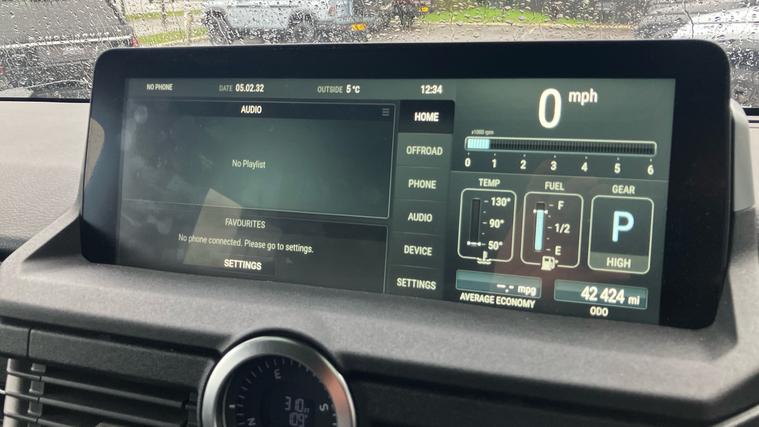 NO PHONE DATE 05.02.32 OUTSIDE 5°C 12:34
AUDIO
No Playlist
FAVOURITES
No phone connected. Please go to settings.
SETTINGS
HOME
OFFROAD
PHONE
AUDIO
DEVICE
SETTINGS
0 mph
x1000 rpm
0 1 2 3 4 5 6
TEMP
130°
90°
50°
FUEL
F
1/2
E
GEAR
P
HIGH
--.- mpg
AVERAGE ECONOMY
42 424 mi
ODO
E
S
N